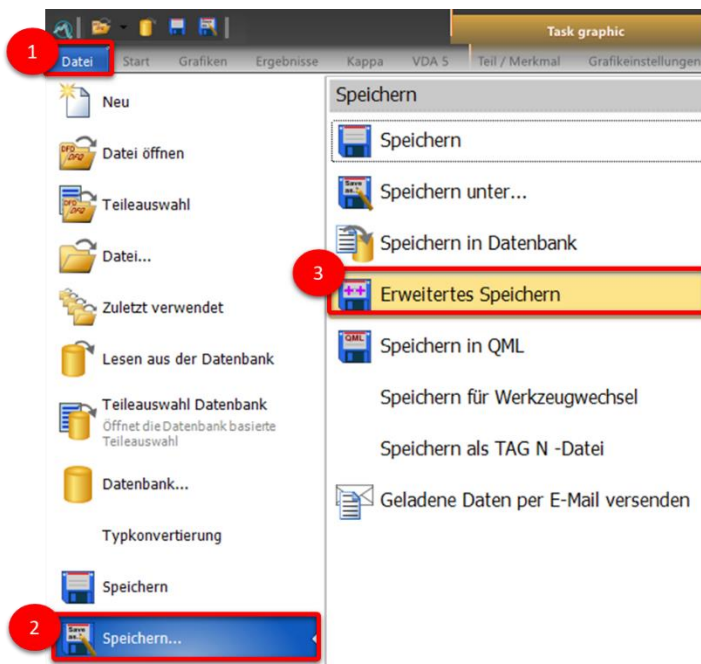 Task graphic
1
Datei Start Grafiken Ergebnisse Kappa VDA 5 Teil / Merkmal Grafikeinstellungen
Neu
Datei öffnen
Teileauswahl
Datei...
Zuletzt verwendet
Lesen aus der Datenbank
Teileauswahl Datenbank
Öffnet die Datenbank basierte
Teileauswahl
Datenbank...
Typkonvertierung
Speichern
2
Speichern...
Speichern
Speichern
Speichern unter...
Speichern in Datenbank
3
Erweitertes Speichern
Speichern in QML
Speichern für Werkzeugwechsel
Speichern als TAG N -Datei
Geladene Daten per E-Mail versenden